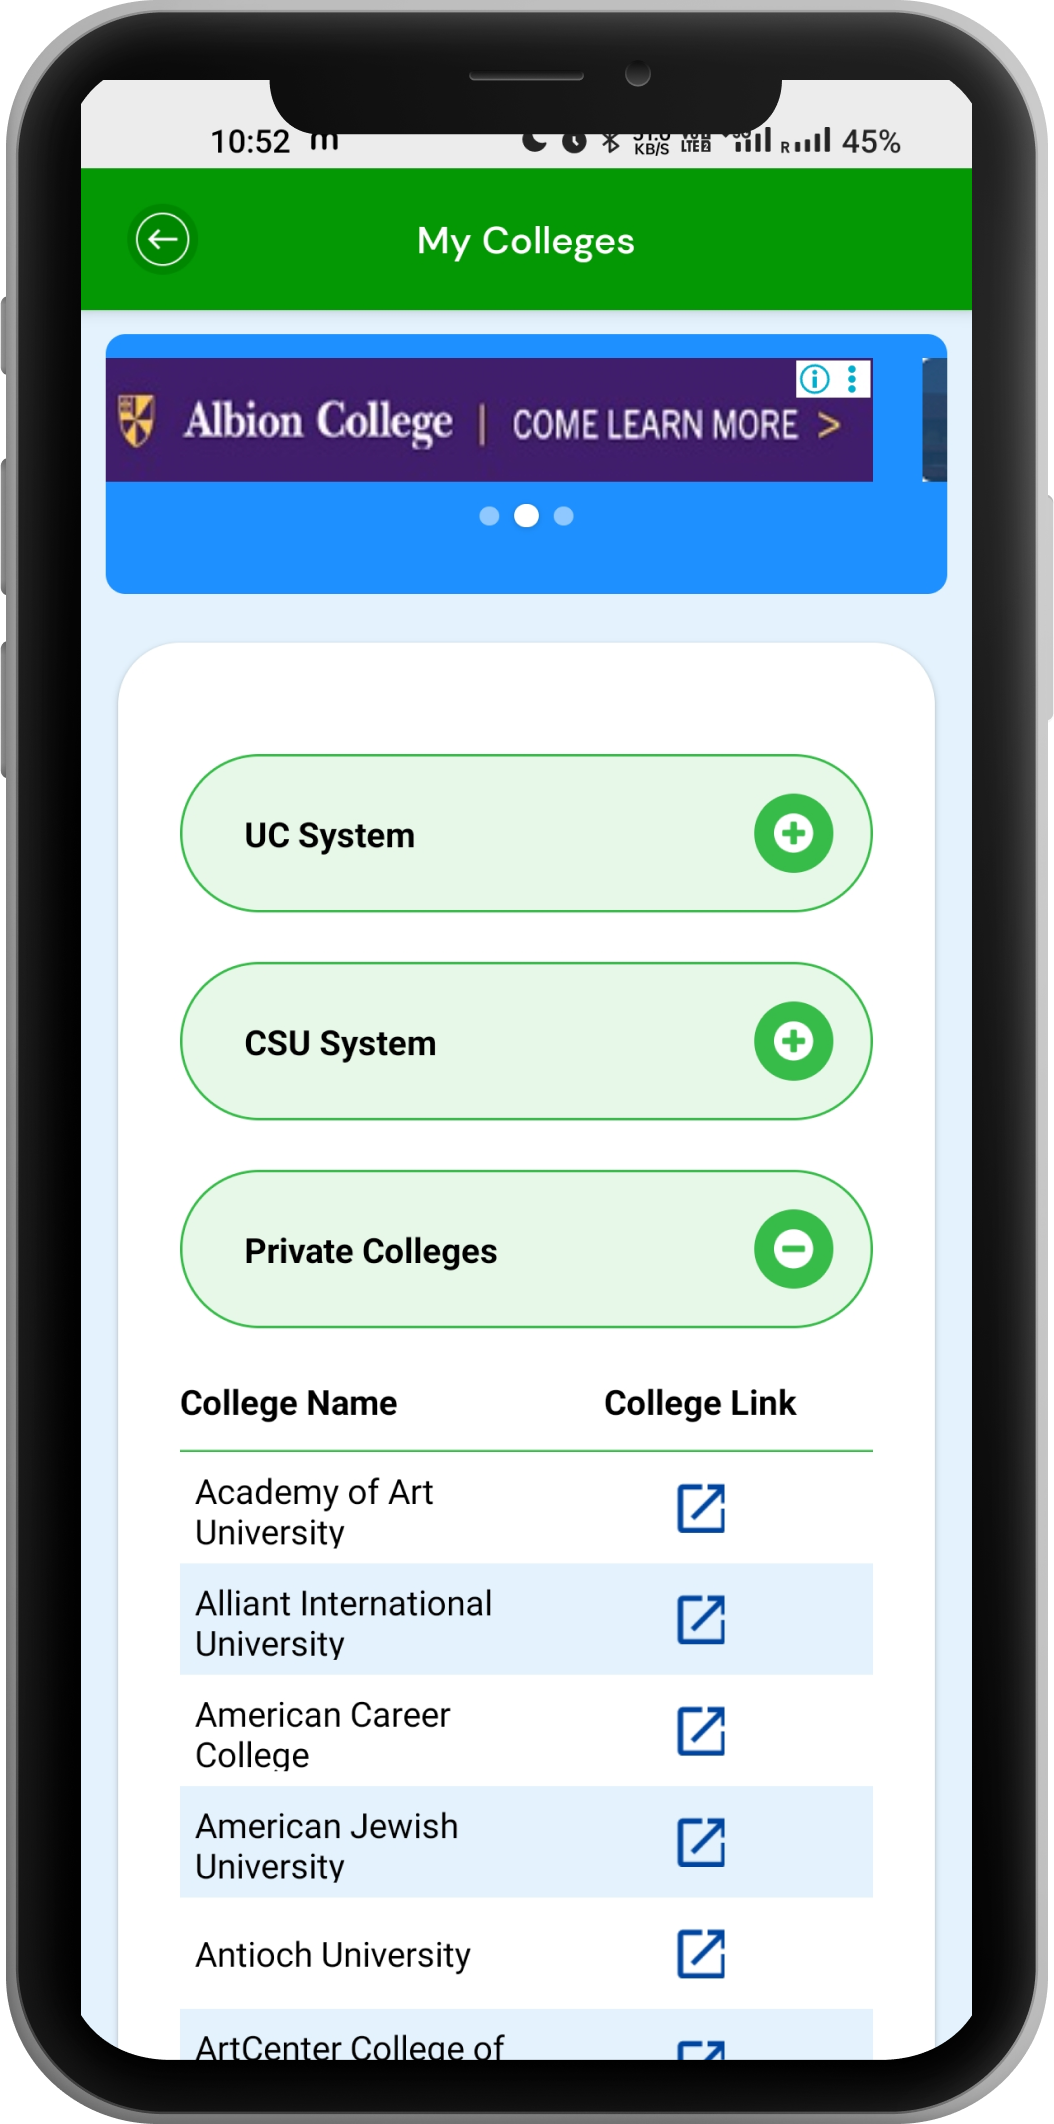 10:52 m
KB/S LTE 2 R 45%
My Colleges
Albion College | COME LEARN MORE >
UC System
CSU System
Private Colleges
College Name College Link
Academy of Art
University
Alliant International
University
American Career
College
American Jewish
University
Antioch University
ArtCenter College of